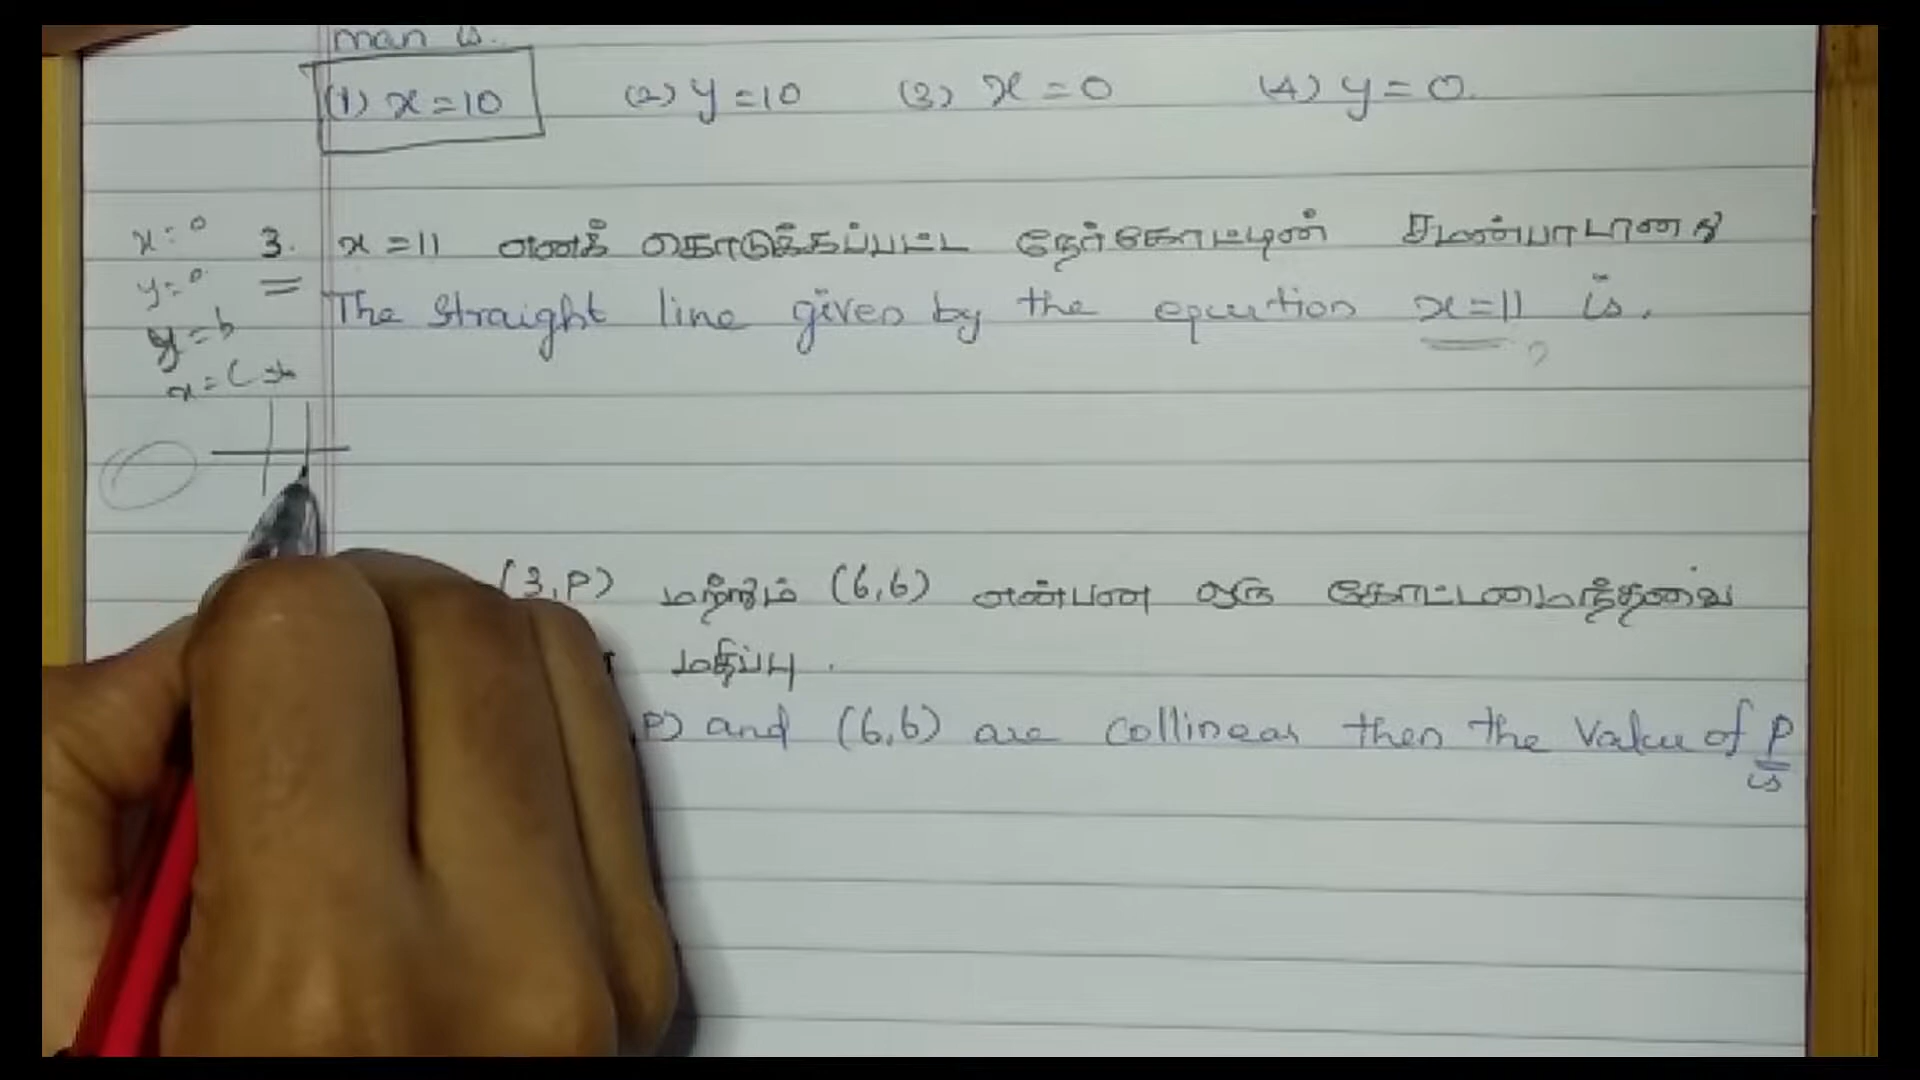 man is.
(1) x = 10 (2) y = 10 (3) x = 0 (4) y = 0.
x = 0
y = 0
y = b
x = c
3. x = 11 எனக் கொடுக்கப்பட்ட நேர்கோட்டின் சமன்பாடானது
The straight line given by the equation x = 11 is.
(3,P) மற்றும் (6,6) என்பன ஒரு கோட்டமைந்தவை
மதிப்பு .
,P) and (6,6) are collinear then the value of P
is